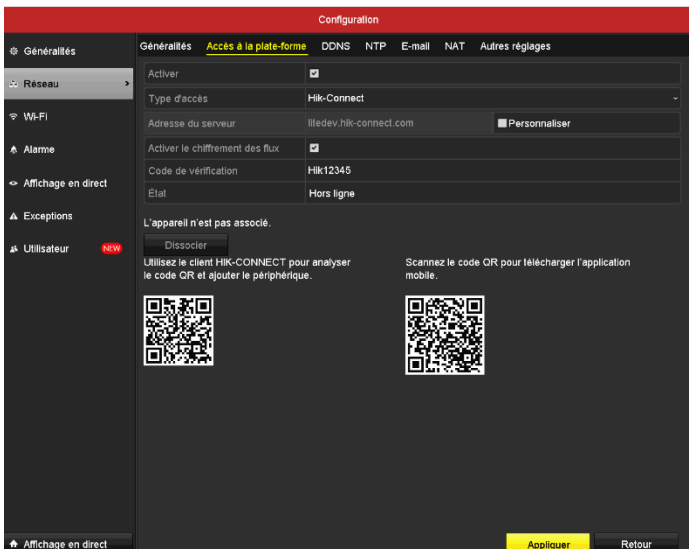 Configuration
Généralités
Réseau
Wi-Fi
Alarme
Affichage en direct
Exceptions
Utilisateur NEW
Affichage en direct
Généralités Accès à la plate-forme DDNS NTP E-mail NAT Autres réglages
Activer
Type d'accès Hik-Connect
Adresse du serveur litedev.hik-connect.com Personnaliser
Activer le chiffrement des flux
Code de vérification Hik12345
État Hors ligne
L'appareil n'est pas associé.
Dissocier
Utilisez le client HIK-CONNECT pour analyser
le code QR et ajouter le périphérique.
Scannez le code QR pour télécharger l'application
mobile.
Appliquer Retour